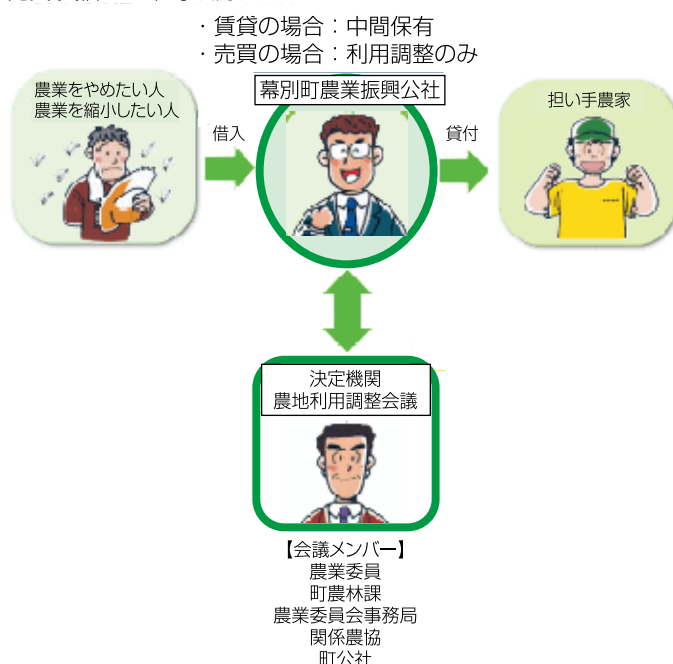 ・賃貸の場合：中間保有
・売買の場合：利用調整のみ
農業をやめたい人
農業を縮小したい人
借入
幕別町農業振興公社
貸付
担い手農家
決定機関
農地利用調整会議
【会議メンバー】
農業委員
町農林課
農業委員会事務局
関係農協
町公社